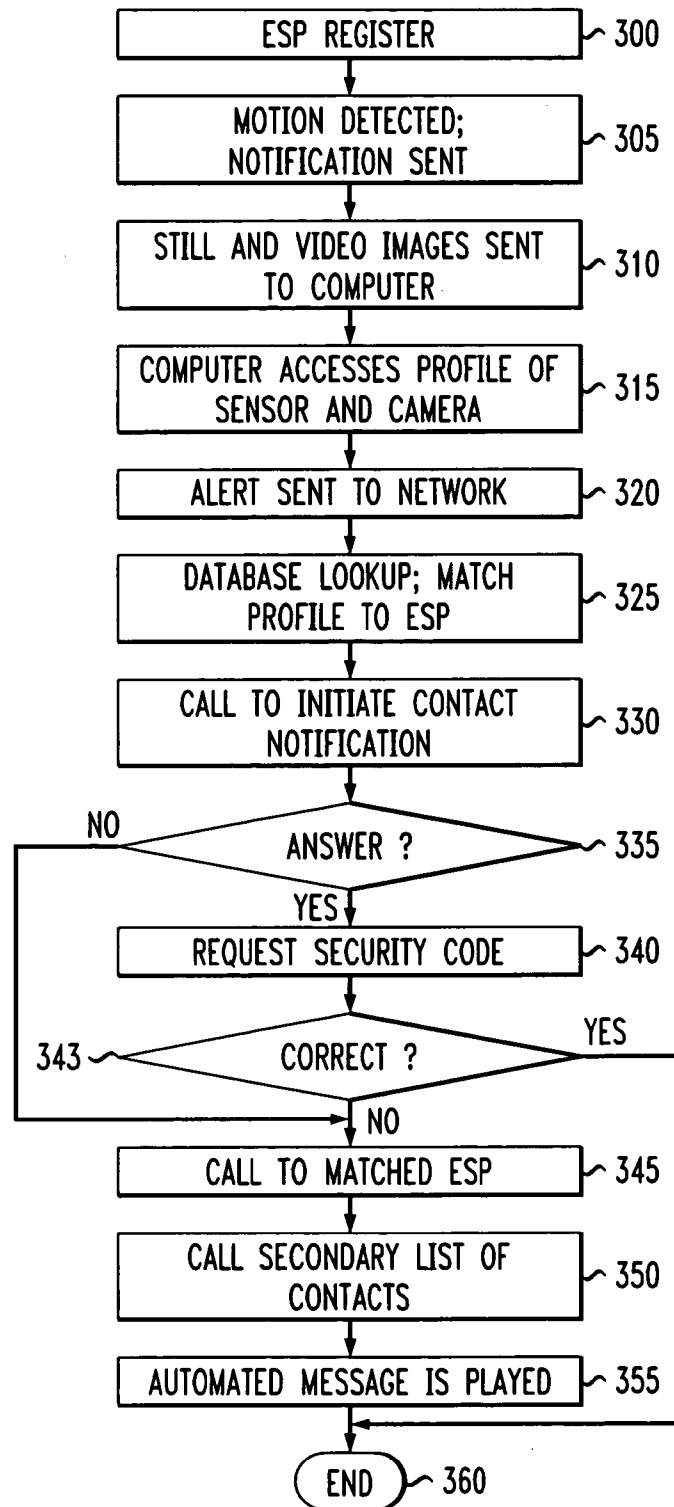 ESP REGISTER 300
MOTION DETECTED;
NOTIFICATION SENT 305
STILL AND VIDEO IMAGES SENT
TO COMPUTER 310
COMPUTER ACCESSES PROFILE OF
SENSOR AND CAMERA 315
ALERT SENT TO NETWORK 320
DATABASE LOOKUP; MATCH
PROFILE TO ESP 325
CALL TO INITIATE CONTACT
NOTIFICATION 330
NO
ANSWER ? 335
YES
REQUEST SECURITY CODE 340
343 CORRECT ? YES
NO
CALL TO MATCHED ESP 345
CALL SECONDARY LIST OF
CONTACTS 350
AUTOMATED MESSAGE IS PLAYED 355
END 360